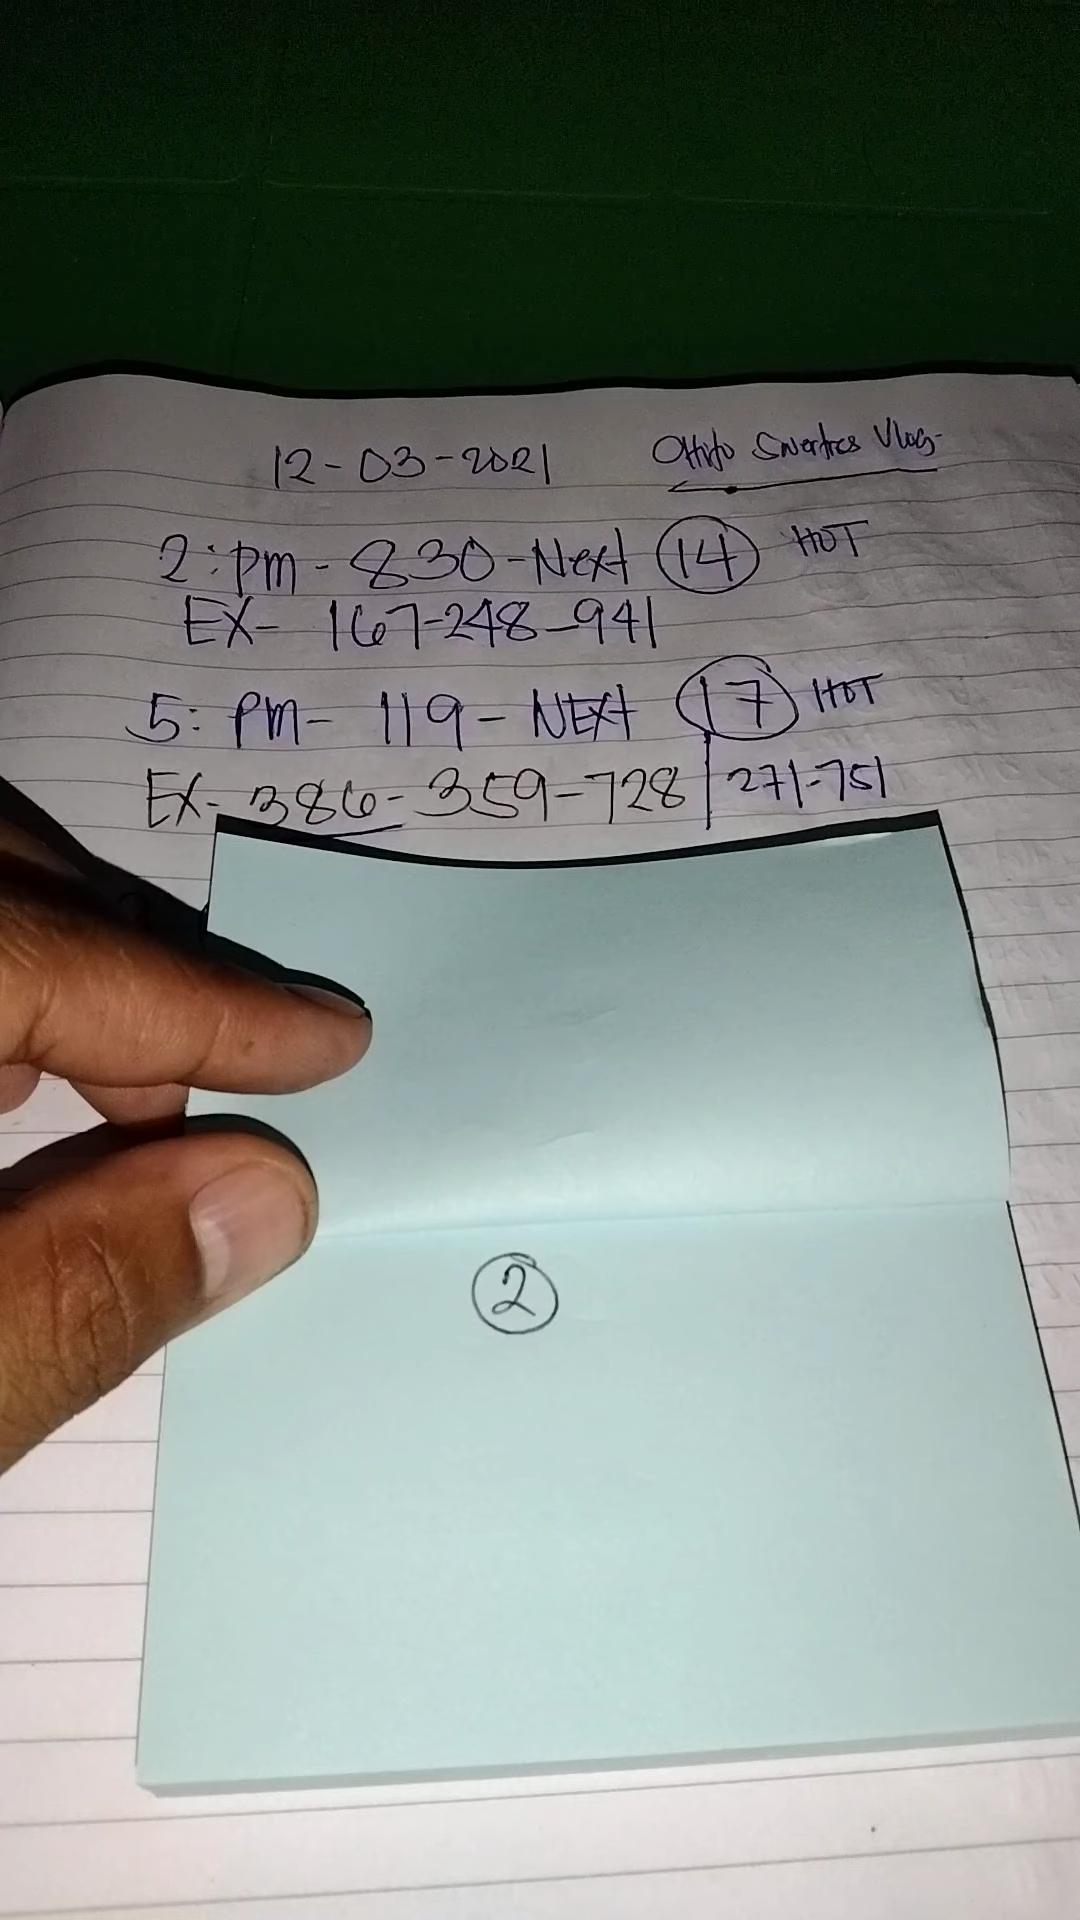 12-03-2021 Swertres Vlog-
2:pm - 830-Next 14 HOT
EX- 167-248-941
5: PM- 119- NEXT 17 HOT
EX- 386-359-728 | 271-751
2